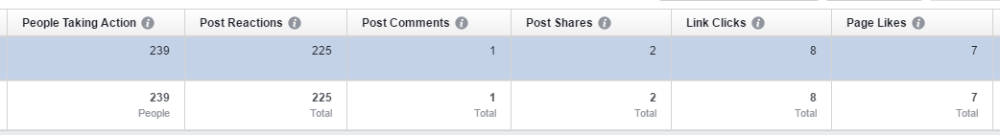 People Taking Action Post Reactions Post Comments Post Shares Link Clicks Page Likes
239 225 1 2 8 7
239 225 1 2 8 7
People Total Total Total Total Total